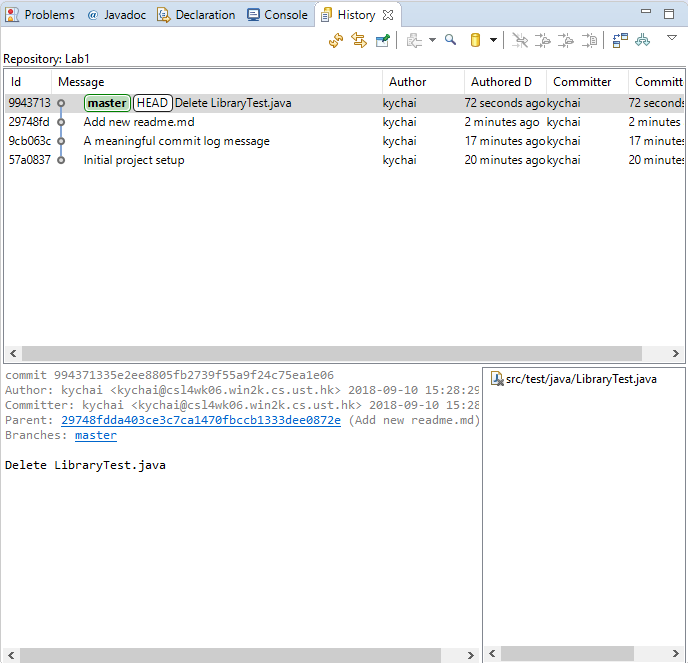 Problems @ Javadoc Declaration Console History
Repository: Lab1
Id Message Author Authored D Committer Committ
9943713 master HEAD Delete LibraryTest.java kychai 72 seconds ago kychai 72 seconds
29748fd Add new readme.md kychai 2 minutes ago kychai 2 minutes
9cb063c A meaningful commit log message kychai 17 minutes ago kychai 17 minutes
57a0837 Initial project setup kychai 20 minutes ago kychai 20 minutes
commit 994371335e2ee8805fb2739f55a9f24c75ea1e06
Author: kychai <kychai@csl4wk06.win2k.cs.ust.hk> 2018-09-10 15:28:29
Committer: kychai <kychai@csl4wk06.win2k.cs.ust.hk> 2018-09-10 15:28
Parent: 29748fdda403ce3c7ca1470fbccb1333dee0872e (Add new readme.md)
Branches: master
Delete LibraryTest.java
src/test/java/LibraryTest.java